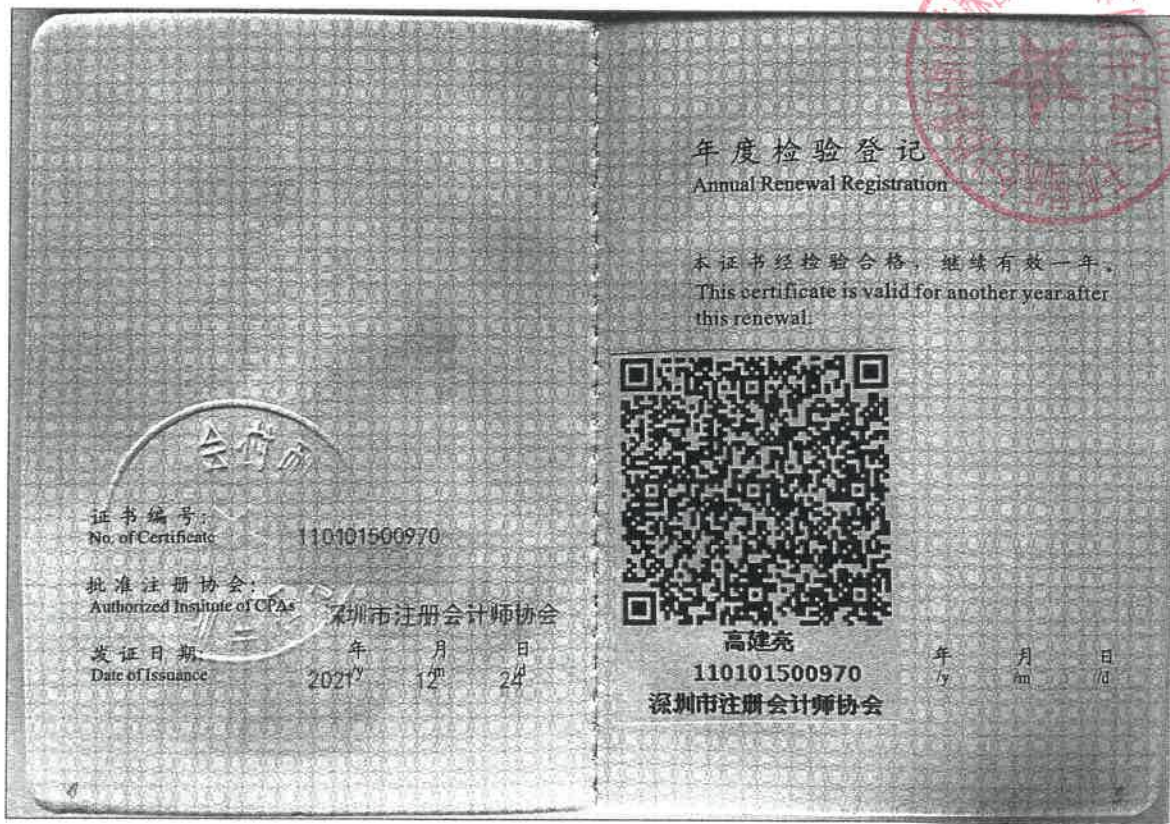 证书编号:
No. of Certificate
110101500970
批准注册协会:
Authorized Institute of CPAs
深圳市注册会计师协会
发证日期:
Date of Issuance
年 月 日
2021 /y 12 /m 24 /d
年度检验登记
Annual Renewal Registration
本证书经检验合格，继续有效一年。
This certificate is valid for another year after
this renewal.
高建亮
110101500970
深圳市注册会计师协会
年 月 日
/y /m /d